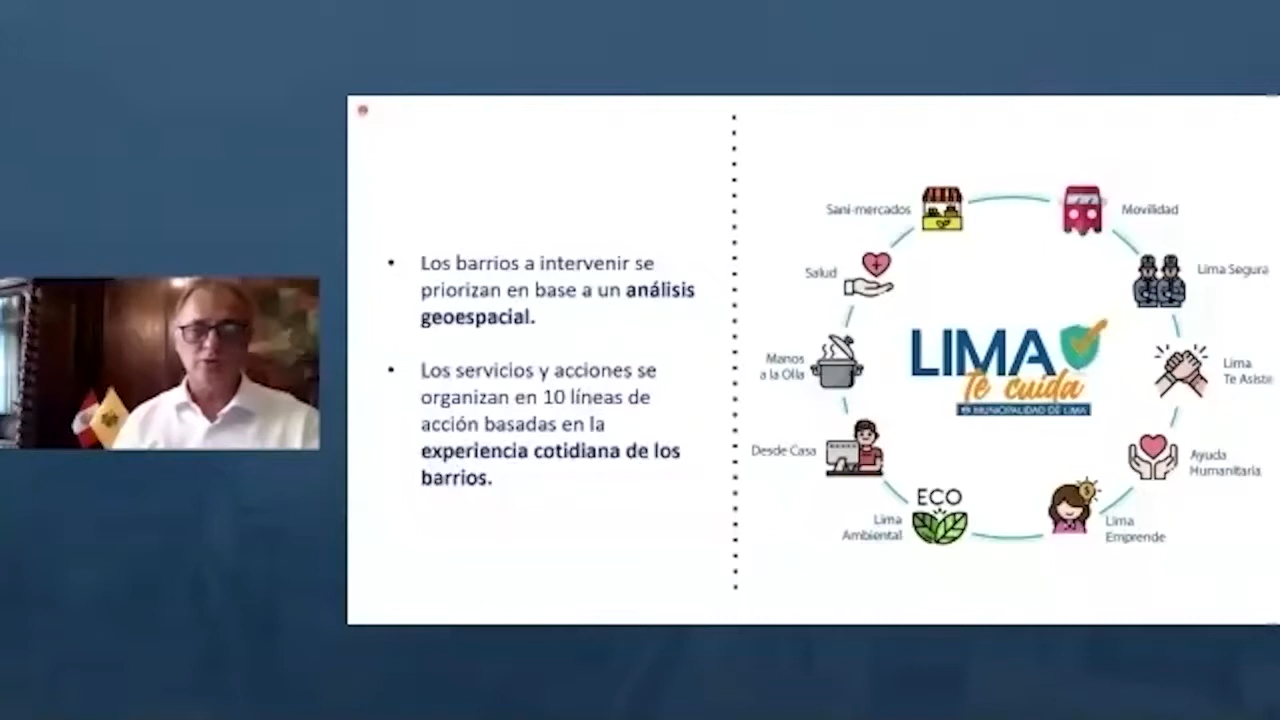 • Los barrios a intervenir se
priorizan en base a un análisis
geoespacial.
• Los servicios y acciones se
organizan en 10 líneas de
acción basadas en la
experiencia cotidiana de los
barrios.
Sani-mercados
Movilidad
Salud
Lima Segura
Manos
a la Olla
LIMA
Te cuida
MUNICIPALIDAD DE LIMA
Lima
Te Asiste
Desde Casa
Ayuda
Humanitaria
ECO
Lima
Ambiental
Lima
Emprende